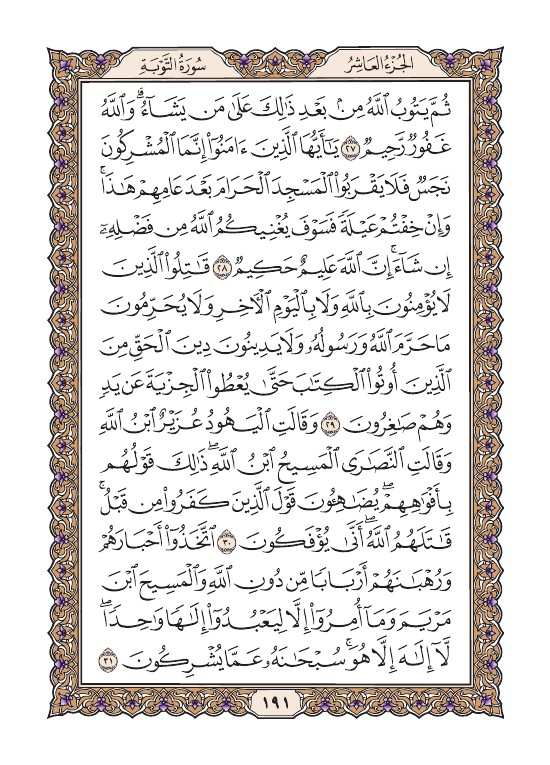 الجُزْءُ العَاشِرُ
سُورَةُ التَّوْبَةِ
ثُمَّ يَتُوبُ ٱللَّهُ مِنۢ بَعْدِ ذَٰلِكَ عَلَىٰ مَن يَشَآءُ ۗ وَٱللَّهُ
غَفُورٌ رَّحِيمٌ ٢٧ يَـٰٓأَيُّهَا ٱلَّذِينَ ءَامَنُوٓا۟ إِنَّمَا ٱلْمُشْرِكُونَ
نَجَسٌ فَلَا يَقْرَبُوا۟ ٱلْمَسْجِدَ ٱلْحَرَامَ بَعْدَ عَامِهِمْ هَـٰذَا ۚ
وَإِنْ خِفْتُمْ عَيْلَةً فَسَوْفَ يُغْنِيكُمُ ٱللَّهُ مِن فَضْلِهِۦٓ
إِن شَآءَ ۚ إِنَّ ٱللَّهَ عَلِيمٌ حَكِيمٌ ٢٨ قَـٰتِلُوا۟ ٱلَّذِينَ
لَا يُؤْمِنُونَ بِٱللَّهِ وَلَا بِٱلْيَوْمِ ٱلْـَٔاخِرِ وَلَا يُحَرِّمُونَ
مَا حَرَّمَ ٱللَّهُ وَرَسُولُهُۥ وَلَا يَدِينُونَ دِينَ ٱلْحَقِّ مِنَ
ٱلَّذِينَ أُوتُوا۟ ٱلْكِتَـٰبَ حَتَّىٰ يُعْطُوا۟ ٱلْجِزْيَةَ عَن يَدٍ
وَهُمْ صَـٰغِرُونَ ٢٩ وَقَالَتِ ٱلْيَهُودُ عُزَيْرٌ ٱبْنُ ٱللَّهِ
وَقَالَتِ ٱلنَّصَـٰرَى ٱلْمَسِيحُ ٱبْنُ ٱللَّهِ ۖ ذَٰلِكَ قَوْلُهُم
بِأَفْوَٰهِهِمْ ۖ يُضَـٰهِـُٔونَ قَوْلَ ٱلَّذِينَ كَفَرُوا۟ مِن قَبْلُ ۚ
قَـٰتَلَهُمُ ٱللَّهُ ۖ أَنَّىٰ يُؤْفَكُونَ ٣٠ ٱتَّخَذُوٓا۟ أَحْبَارَهُمْ
وَرُهْبَـٰنَهُمْ أَرْبَابًا مِّن دُونِ ٱللَّهِ وَٱلْمَسِيحَ ٱبْنَ
مَرْيَمَ وَمَآ أُمِرُوٓا۟ إِلَّا لِيَعْبُدُوٓا۟ إِلَـٰهًا وَٰحِدًا ۖ
لَّآ إِلَـٰهَ إِلَّا هُوَ ۚ سُبْحَـٰنَهُۥ عَمَّا يُشْرِكُونَ ٣١
١٩١